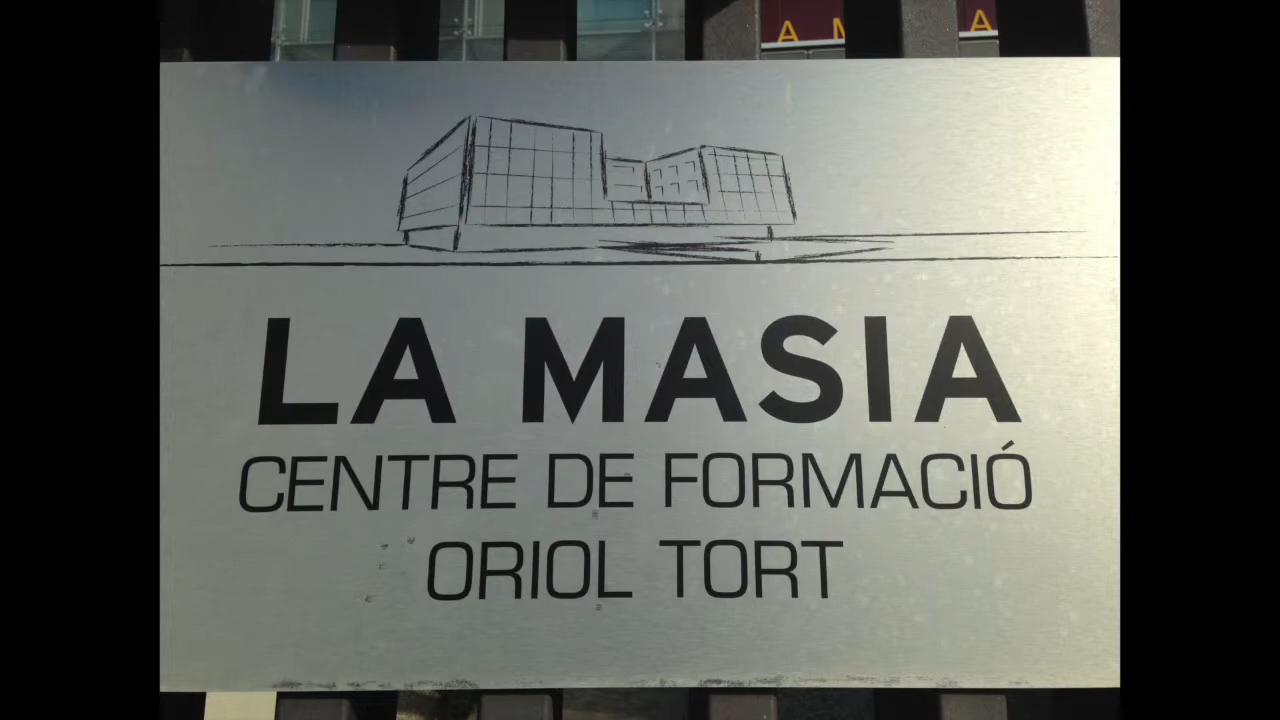 A M A
LA MASIA
CENTRE DE FORMACIÓ
ORIOL TORT